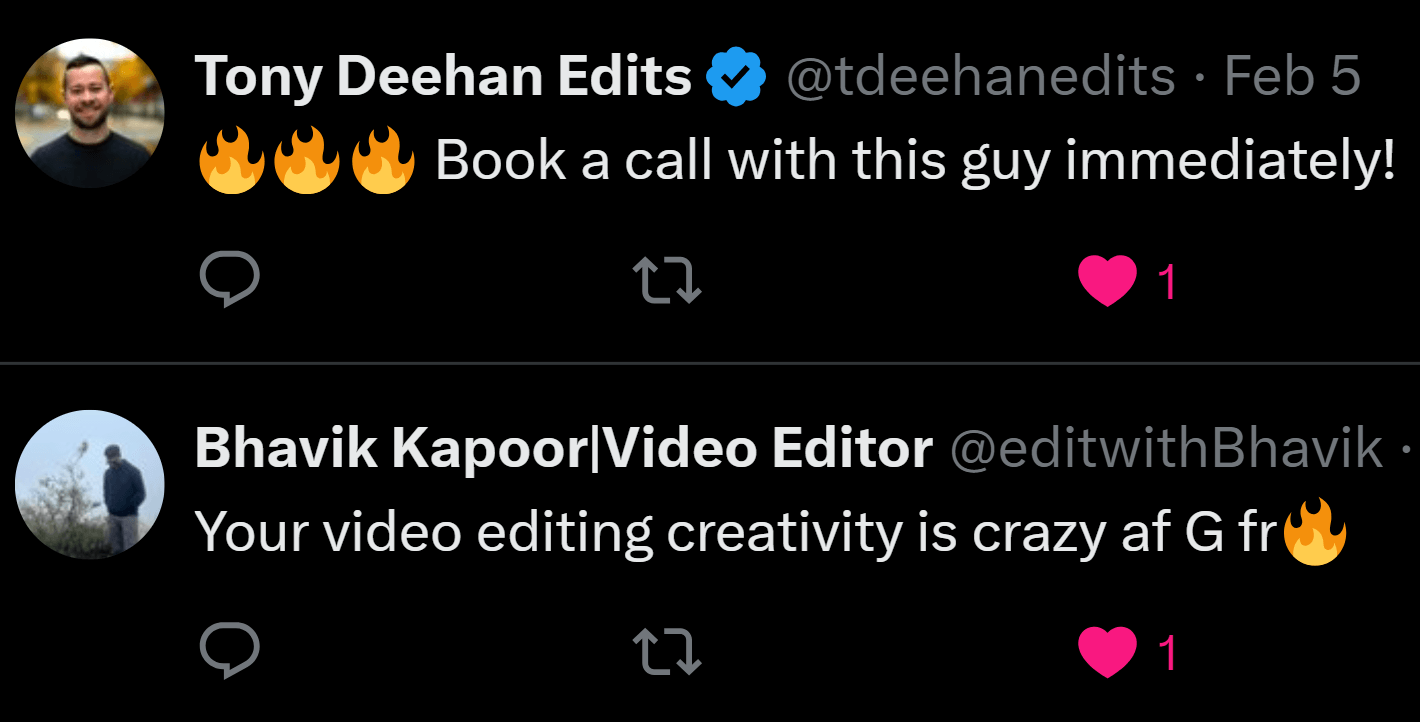 Tony Deehan Edits @tdeehanedits · Feb 5
🔥🔥🔥 Book a call with this guy immediately!
1
Bhavik Kapoor|Video Editor @editwithBhavik ·
Your video editing creativity is crazy af G fr🔥
1